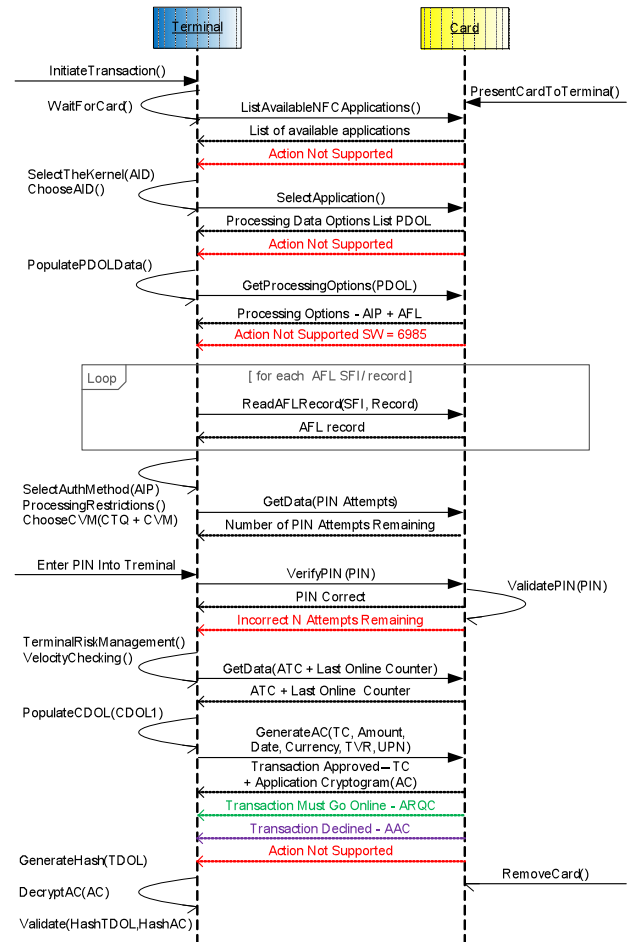 Terminal
Card
InitiateTransaction()
PresentCardToTerminal()
WaitForCard()
ListAvailableNFCApplications()
List of available applications
Action Not Supported
SelectTheKernel(AID)
ChooseAID()
SelectApplication()
Processing Data Options List PDOL
Action Not Supported
PopulatePDOLData()
GetProcessingOptions(PDOL)
Processing Options - AIP + AFL
Action Not Supported SW = 6985
Loop
[ for each AFL SFI/ record ]
ReadAFLRecord(SFI, Record)
AFL record
SelectAuthMethod(AIP)
ProcessingRestrictions()
ChooseCVM(CTQ + CVM)
GetData(PIN Attempts)
Number of PIN Attempts Remaining
Enter PIN Into Treminal
VerifyPIN(PIN)
ValidatePIN(PIN)
PIN Correct
Incorrect N Attempts Remaining
TerminalRiskManagement()
VelocityChecking()
GetData(ATC + Last Online Counter)
ATC + Last Online Counter
PopulateCDOL(CDOL1)
GenerateAC(TC, Amount,
Date, Currency, TVR, UPN)
Transaction Approved – TC
+ Application Cryptogram(AC)
Transaction Must Go Online - ARQC
Transaction Declined - AAC
Action Not Supported
GenerateHash(TDOL)
RemoveCard()
DecryptAC(AC)
Validate(HashTDOL,HashAC)